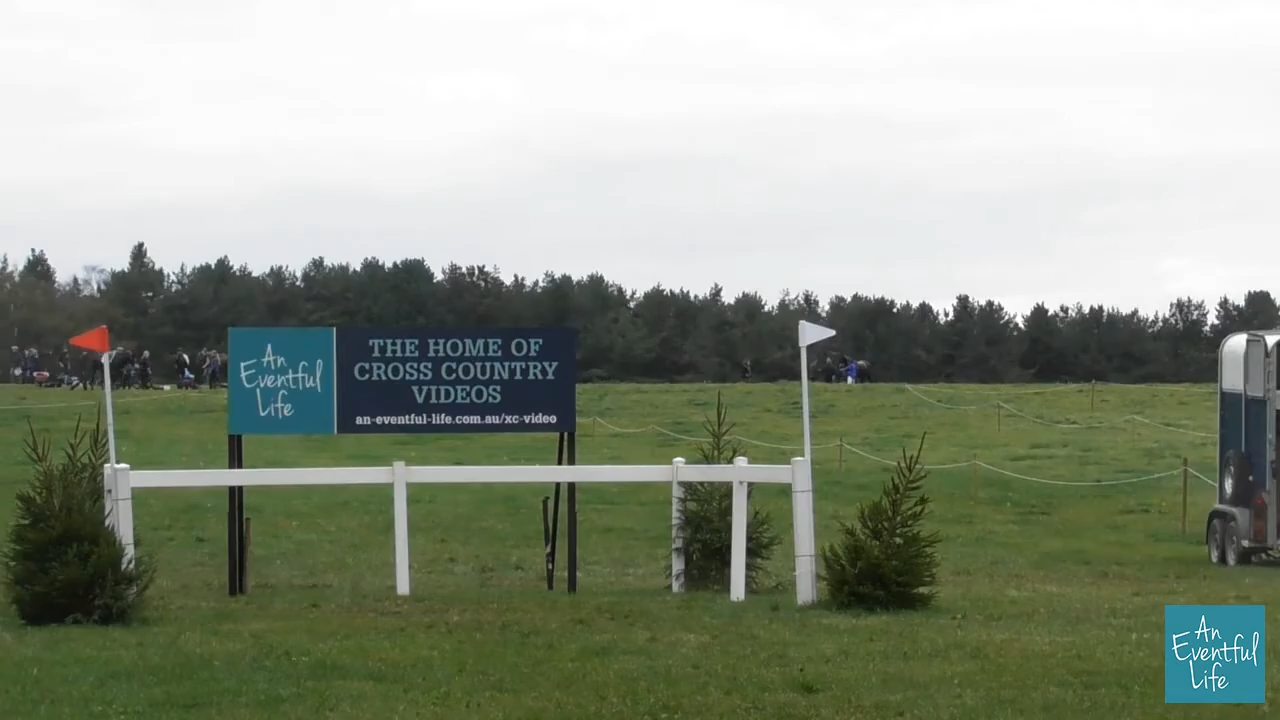 An
Eventful
Life
THE HOME OF
CROSS COUNTRY
VIDEOS
an-eventful-life.com.au/xc-video
An
Eventful
Life